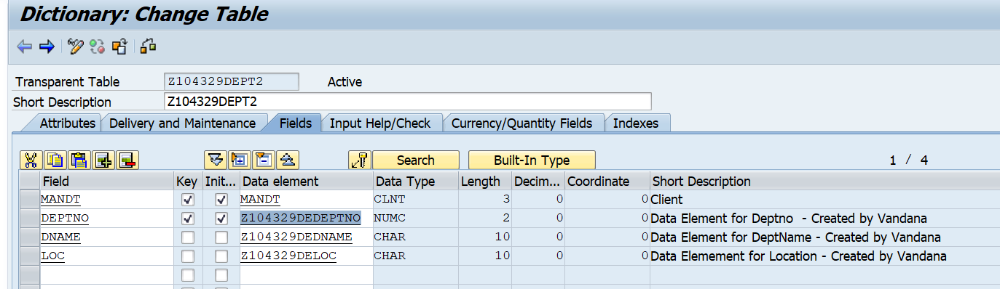 Dictionary: Change Table
Transparent Table Z104329DEPT2 Active
Short Description Z104329DEPT2
Attributes Delivery and Maintenance Fields Input Help/Check Currency/Quantity Fields Indexes
Search Built-In Type 1 / 4
Field Key Init... Data element Data Type Length Decim... Coordinate Short Description
MANDT MANDT CLNT 3 0 0 Client
DEPTNO Z104329DEDEPTNO NUMC 2 0 0 Data Element for Deptno - Created by Vandana
DNAME Z104329DEDNAME CHAR 10 0 0 Data Element for DeptName - Created by Vandana
LOC Z104329DELOC CHAR 10 0 0 Data Elemement for Location - Created by Vandana